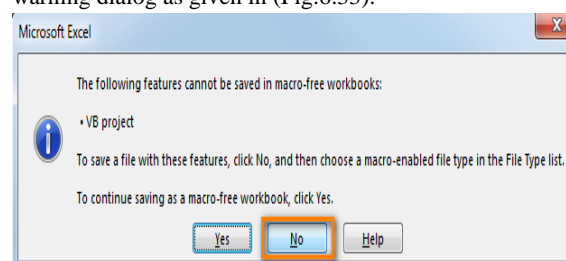 warning dialog as given in (Fig.6.33).
Microsoft Excel
X
The following features cannot be saved in macro-free workbooks:
• VB project
To save a file with these features, click No, and then choose a macro-enabled file type in the File Type list.
To continue saving as a macro-free workbook, click Yes.
Yes No Help